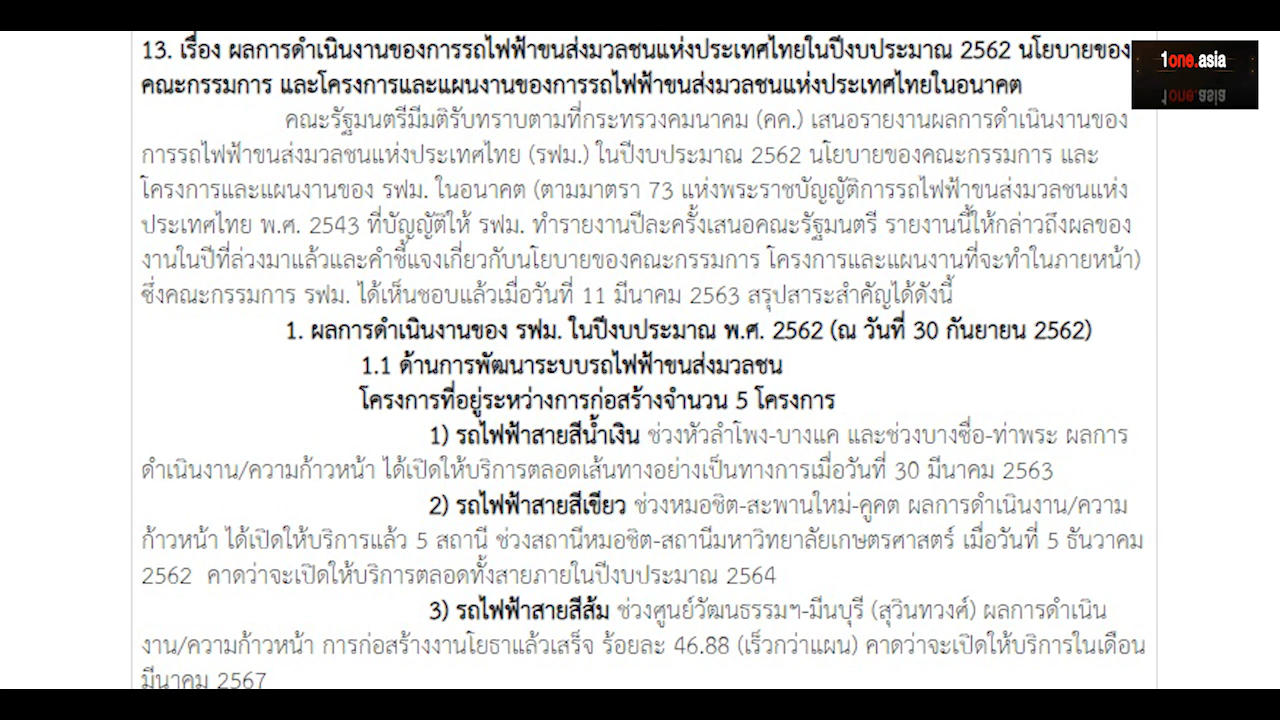 13. เรื่อง ผลการดำเนินงานของการรถไฟฟ้าขนส่งมวลชนแห่งประเทศไทยในปีงบประมาณ 2562 นโยบายของ
คณะกรรมการ และโครงการและแผนงานของการรถไฟฟ้าขนส่งมวลชนแห่งประเทศไทยในอนาคต
คณะรัฐมนตรีมีมติรับทราบตามที่กระทรวงคมนาคม (คค.) เสนอรายงานผลการดำเนินงานของ
การรถไฟฟ้าขนส่งมวลชนแห่งประเทศไทย (รฟม.) ในปีงบประมาณ 2562 นโยบายของคณะกรรมการ และ
โครงการและแผนงานของ รฟม. ในอนาคต (ตามมาตรา 73 แห่งพระราชบัญญัติการรถไฟฟ้าขนส่งมวลชนแห่ง
ประเทศไทย พ.ศ. 2543 ที่บัญญัติให้ รฟม. ทำรายงานปีละครั้งเสนอคณะรัฐมนตรี รายงานนี้ให้กล่าวถึงผลของ
งานในปีที่ล่วงมาแล้วและคำชี้แจงเกี่ยวกับนโยบายของคณะกรรมการ โครงการและแผนงานที่จะทำในภายหน้า)
ซึ่งคณะกรรมการ รฟม. ได้เห็นชอบแล้วเมื่อวันที่ 11 มีนาคม 2563 สรุปสาระสำคัญได้ดังนี้
1. ผลการดำเนินงานของ รฟม. ในปีงบประมาณ พ.ศ. 2562 (ณ วันที่ 30 กันยายน 2562)
1.1 ด้านการพัฒนาระบบรถไฟฟ้าขนส่งมวลชน
โครงการที่อยู่ระหว่างการก่อสร้างจำนวน 5 โครงการ
1) รถไฟฟ้าสายสีน้ำเงิน ช่วงหัวลำโพง-บางแค และช่วงบางซื่อ-ท่าพระ ผลการ
ดำเนินงาน/ความก้าวหน้า ได้เปิดให้บริการตลอดเส้นทางอย่างเป็นทางการเมื่อวันที่ 30 มีนาคม 2563
2) รถไฟฟ้าสายสีเขียว ช่วงหมอชิต-สะพานใหม่-คูคต ผลการดำเนินงาน/ความ
ก้าวหน้า ได้เปิดให้บริการแล้ว 5 สถานี ช่วงสถานีหมอชิต-สถานีมหาวิทยาลัยเกษตรศาสตร์ เมื่อวันที่ 5 ธันวาคม
2562 คาดว่าจะเปิดให้บริการตลอดทั้งสายภายในปีงบประมาณ 2564
3) รถไฟฟ้าสายสีส้ม ช่วงศูนย์วัฒนธรรมฯ-มีนบุรี (สุวินทวงศ์) ผลการดำเนิน
งาน/ความก้าวหน้า การก่อสร้างงานโยธาแล้วเสร็จ ร้อยละ 46.88 (เร็วกว่าแผน) คาดว่าจะเปิดให้บริการในเดือน
มีนาคม 2567
1one.asia